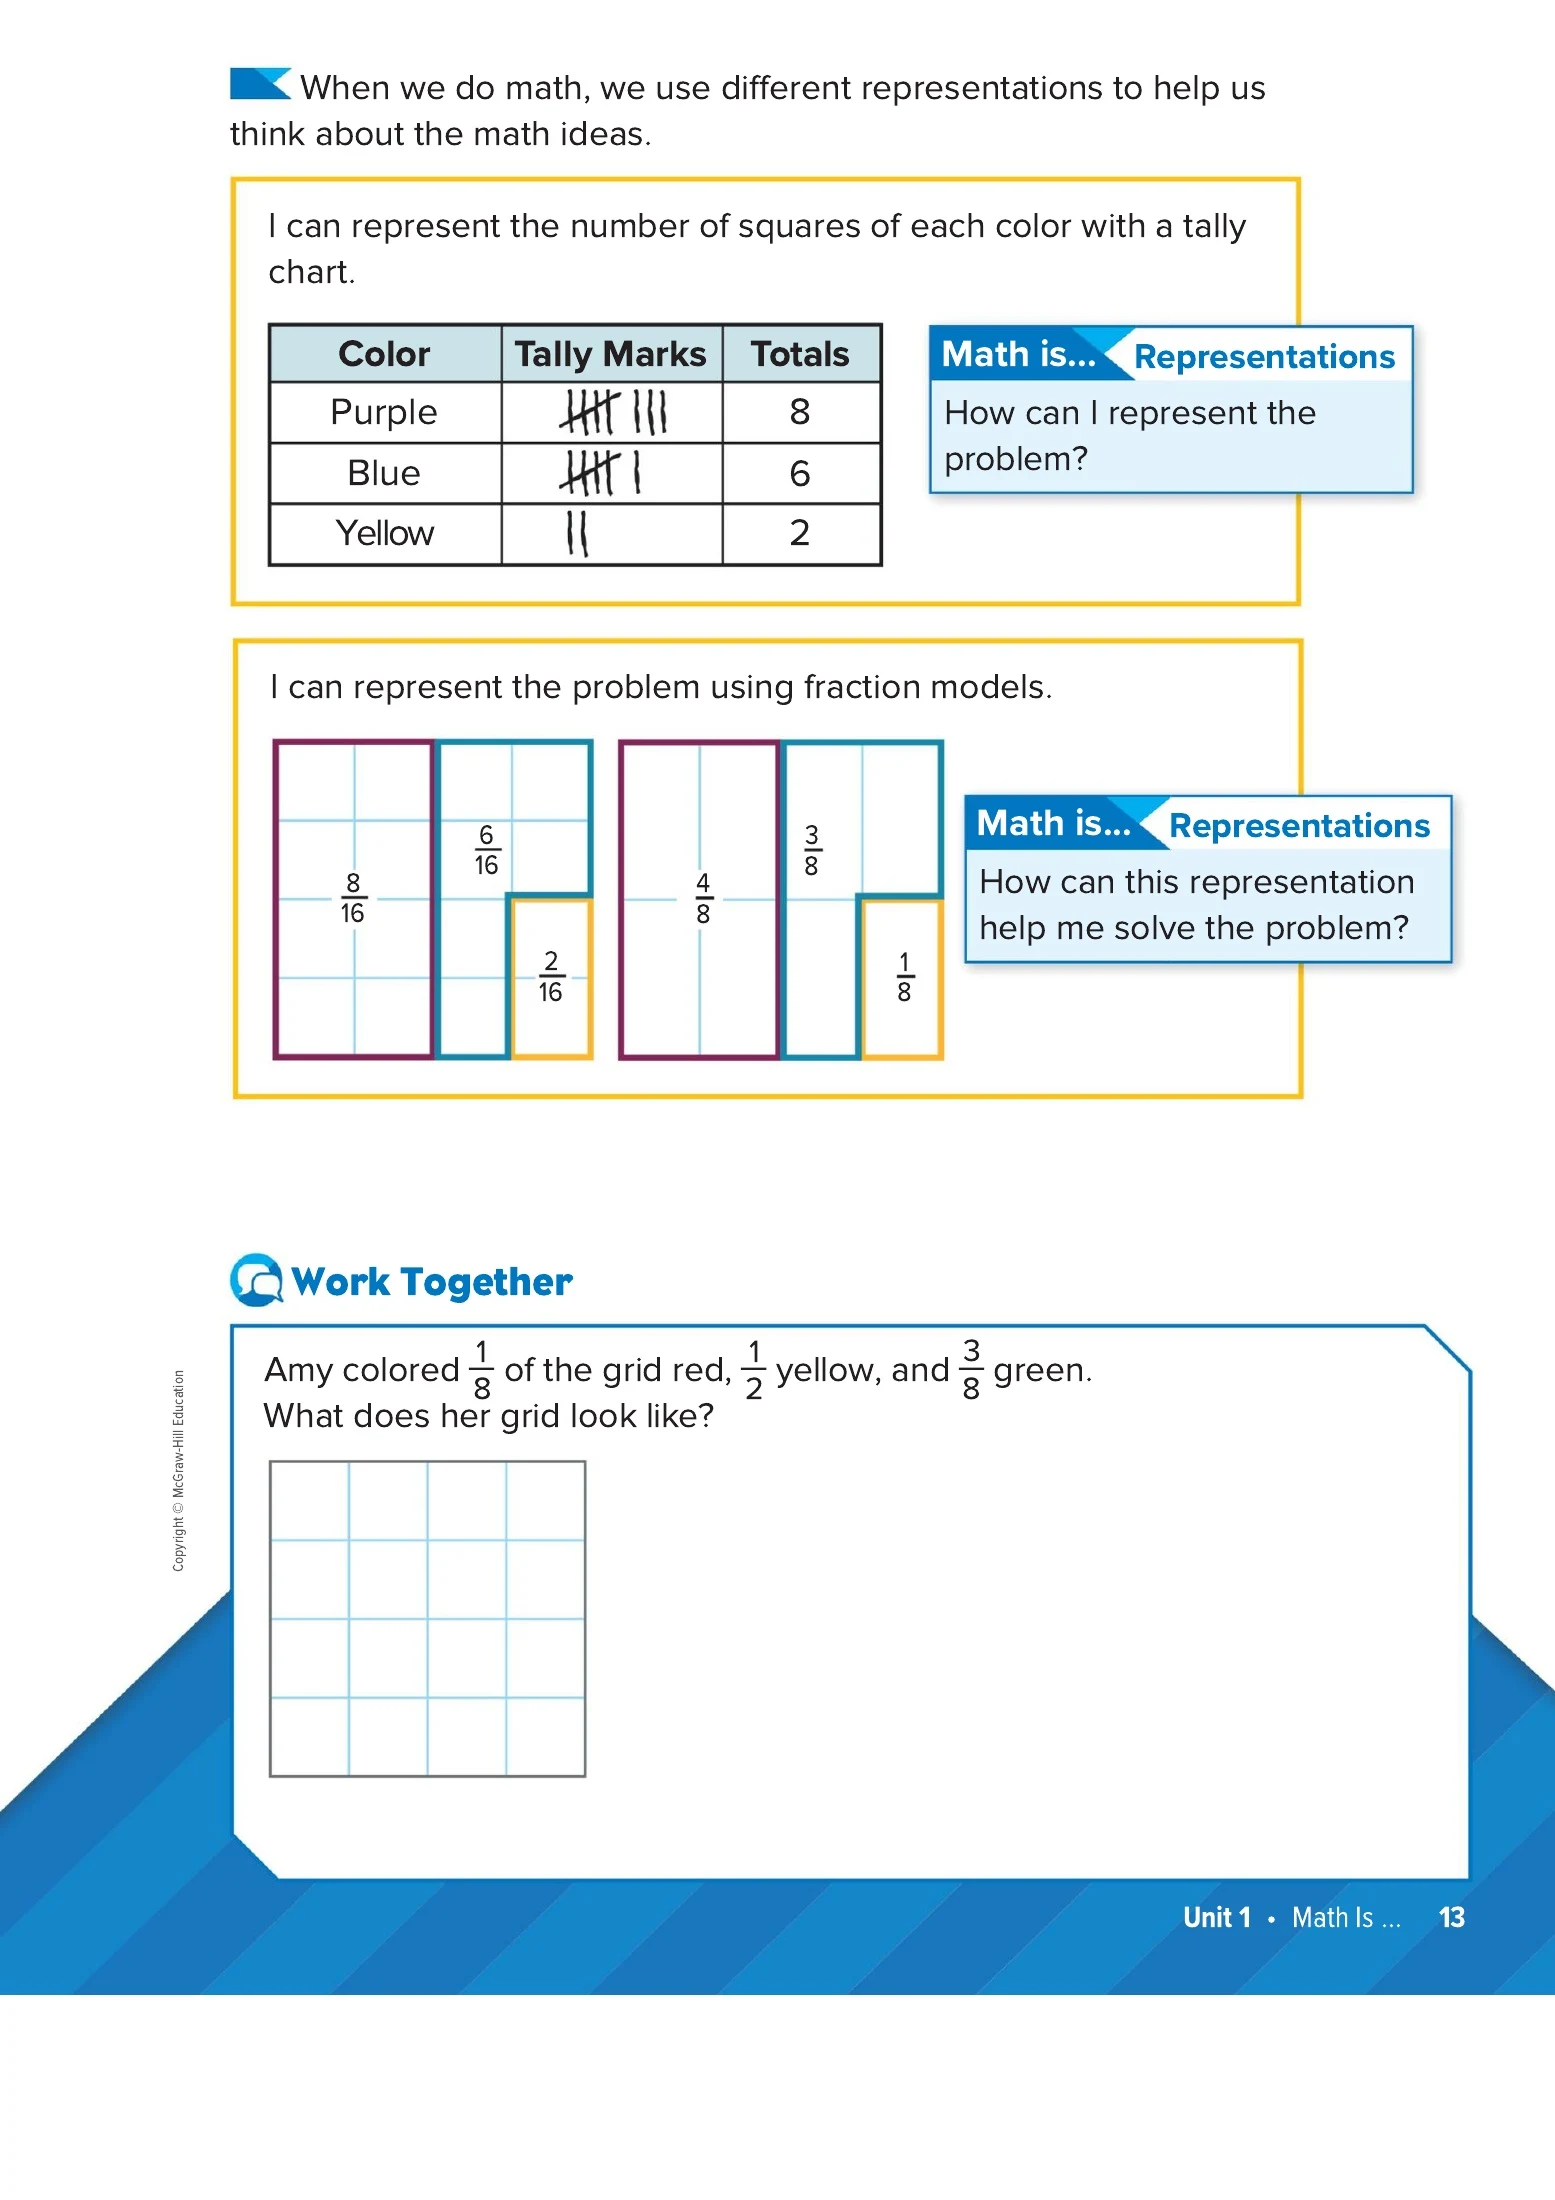 When we do math, we use different representations to help us
think about the math ideas.
I can represent the number of squares of each color with a tally
chart.
Color Tally Marks Totals
Purple 8
Blue 6
Yellow 2
Math is... Representations
How can I represent the
problem?
I can represent the problem using fraction models.
8/16 6/16 2/16
4/8 3/8 1/8
Math is... Representations
How can this representation
help me solve the problem?
Work Together
Amy colored 1/8 of the grid red, 1/2 yellow, and 3/8 green.
What does her grid look like?
Copyright © McGraw-Hill Education
Unit 1 • Math Is ... 13